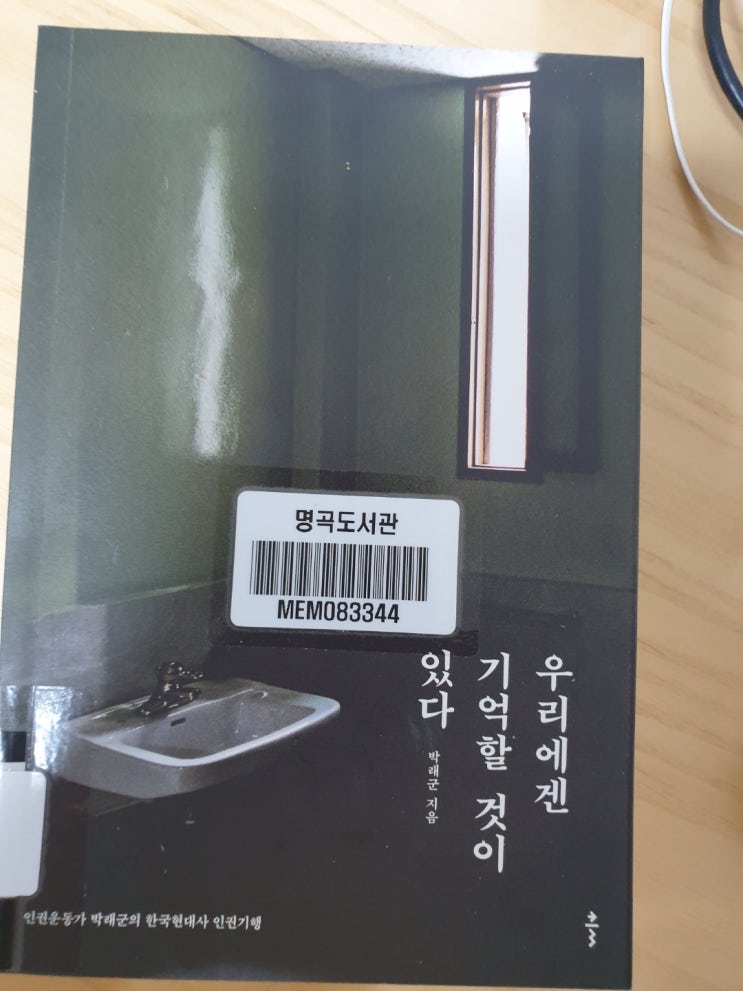 명곡도서관
MEM083344
우리에겐
기억할 것이
있다
박래군 지음
인권운동가 박래군의 한국현대사 인권기행
클